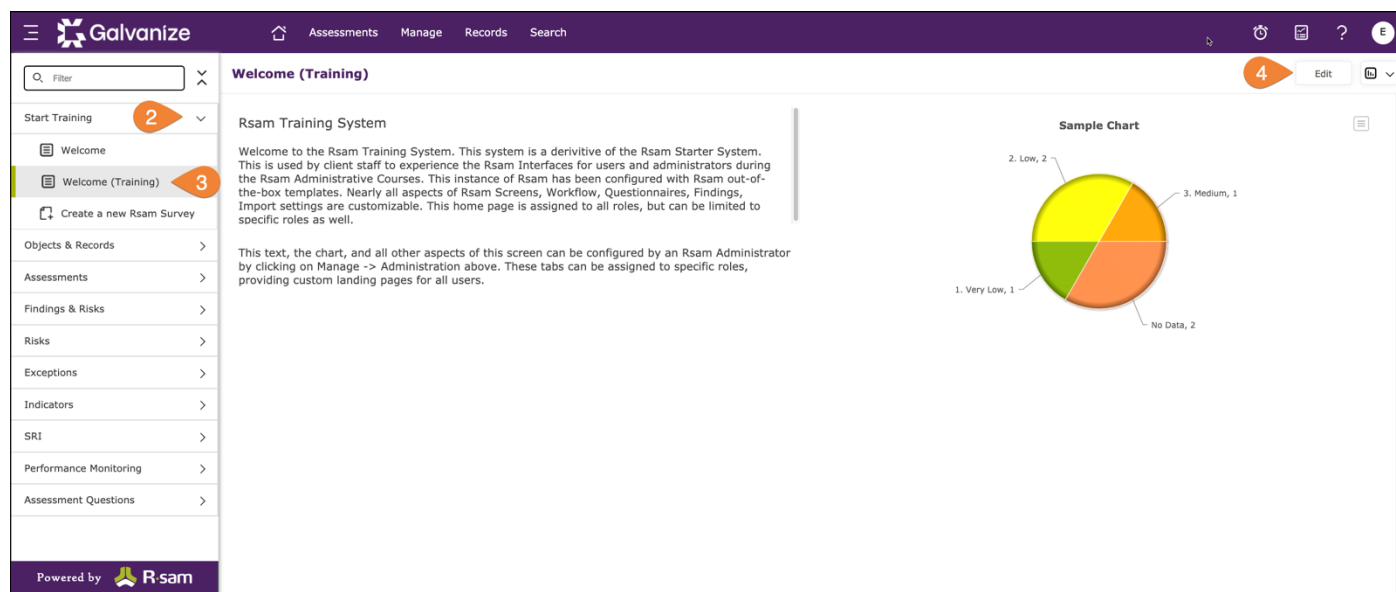 Galvanize
Assessments
Manage
Records
Search
?
E
Filter
Welcome (Training)
4
Edit
Start Training
2
Welcome
Welcome (Training)
3
Create a new Rsam Survey
Objects & Records
Assessments
Findings & Risks
Risks
Exceptions
Indicators
SRI
Performance Monitoring
Assessment Questions
Powered by R·sam
Rsam Training System
Welcome to the Rsam Training System. This system is a derivitive of the Rsam Starter System.
This is used by client staff to experience the Rsam Interfaces for users and administrators during
the Rsam Administrative Courses. This instance of Rsam has been configured with Rsam out-of-
the-box templates. Nearly all aspects of Rsam Screens, Workflow, Questionnaires, Findings,
Import settings are customizable. This home page is assigned to all roles, but can be limited to
specific roles as well.
This text, the chart, and all other aspects of this screen can be configured by an Rsam Administrator
by clicking on Manage -> Administration above. These tabs can be assigned to specific roles,
providing custom landing pages for all users.
Sample Chart
2. Low, 2
3. Medium, 1
1. Very Low, 1
No Data, 2